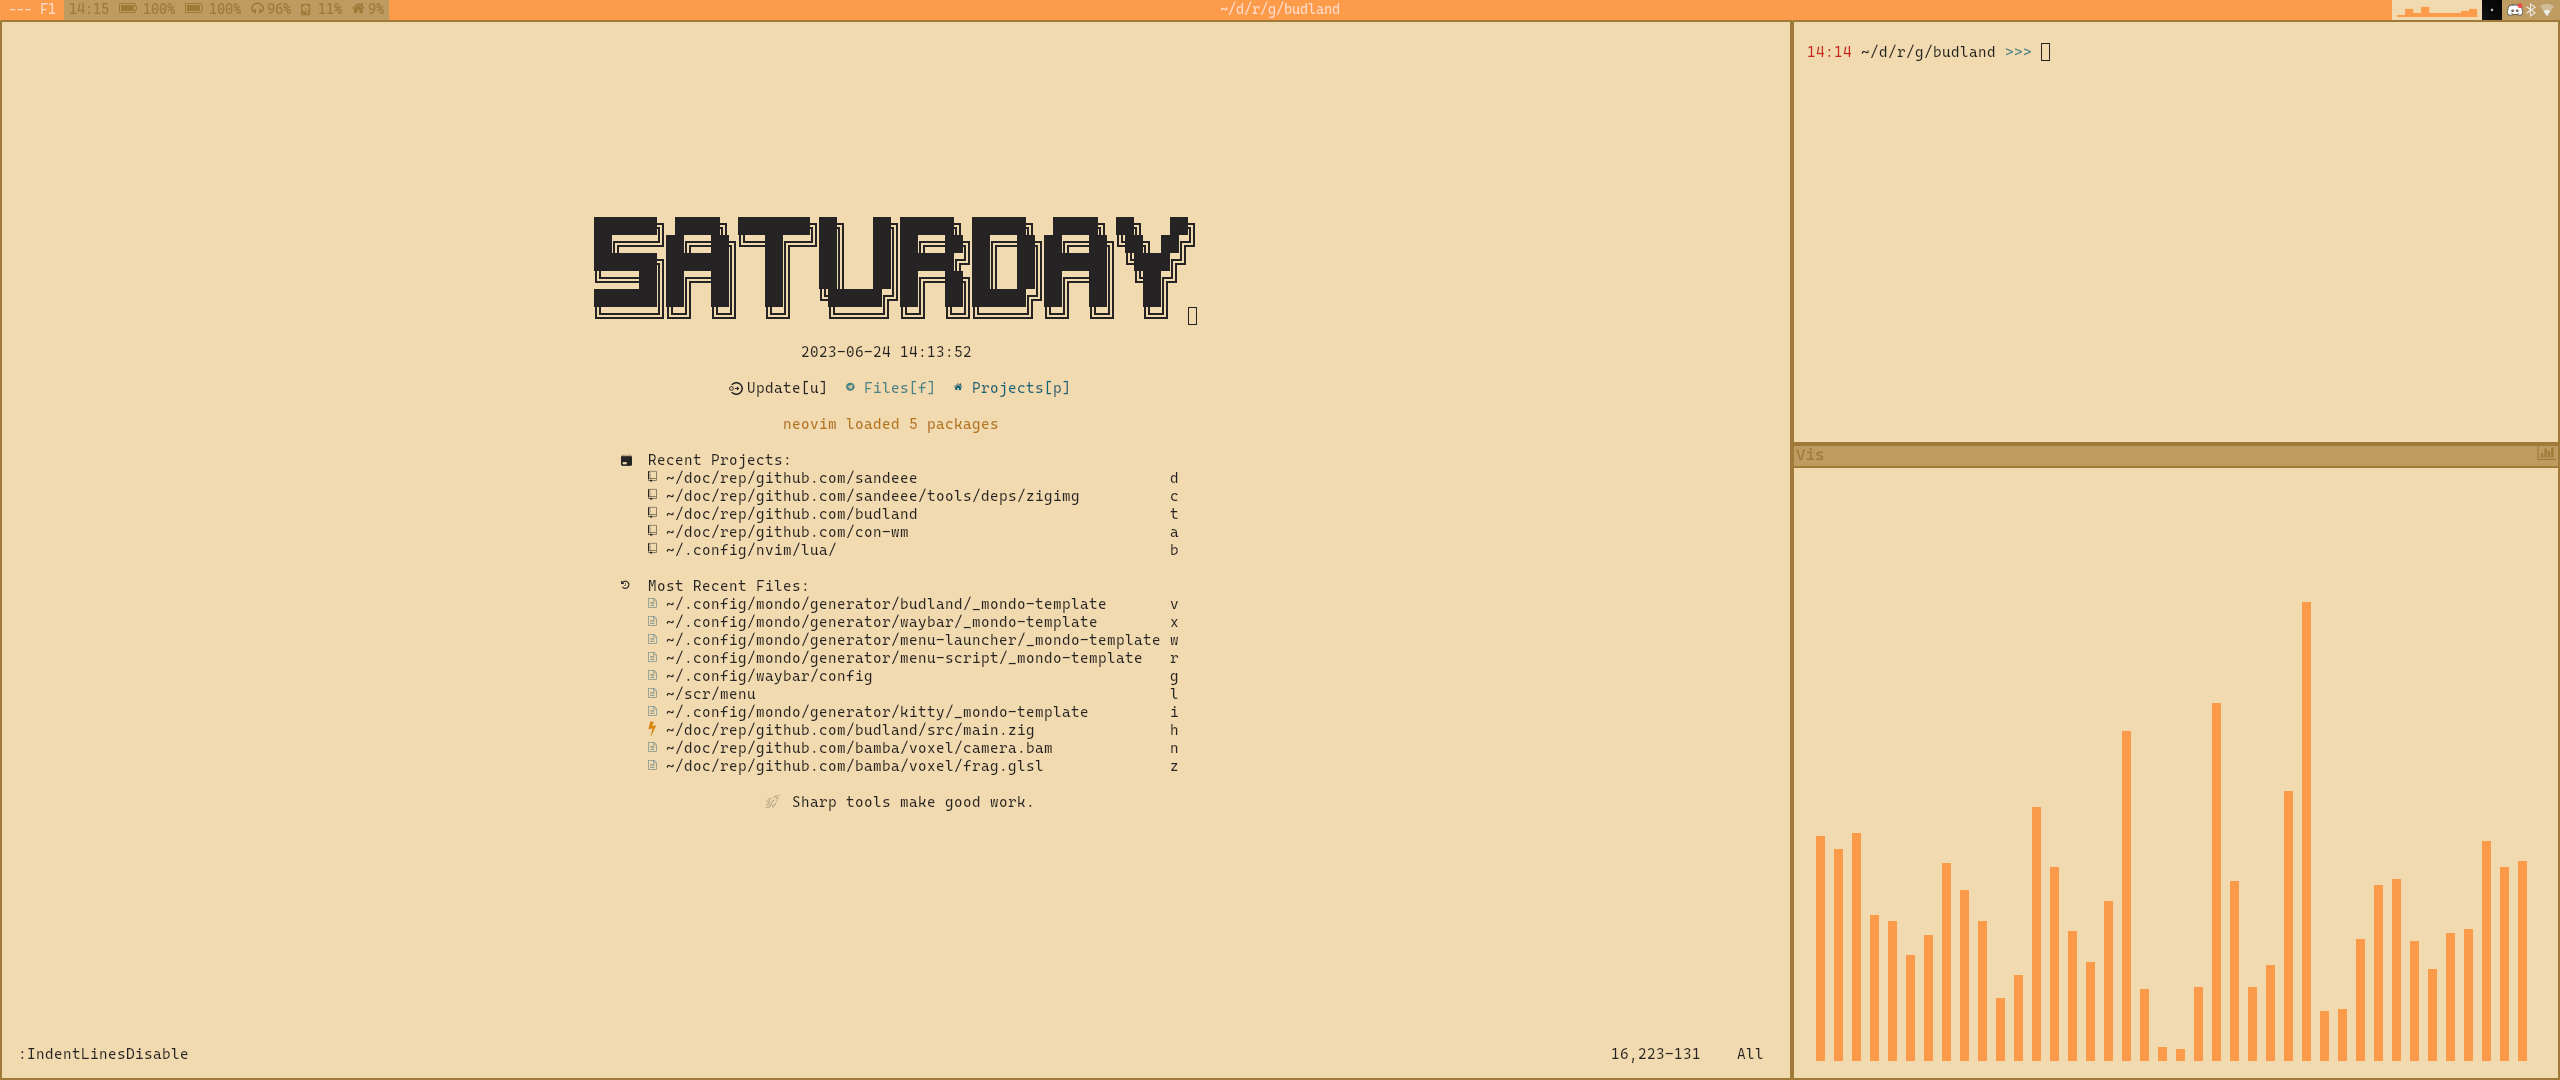 --- F1 14:15 100% 100% 96% 11% 9%
~/d/r/g/budland
SATURDAY
2023-06-24 14:13:52
Update[u] Files[f] Projects[p]
neovim loaded 5 packages
Recent Projects:
~/doc/rep/github.com/sandeee d
~/doc/rep/github.com/sandeee/tools/deps/zigimg c
~/doc/rep/github.com/budland t
~/doc/rep/github.com/con-wm a
~/.config/nvim/lua/ b
Most Recent Files:
~/.config/mondo/generator/budland/_mondo-template v
~/.config/mondo/generator/waybar/_mondo-template x
~/.config/mondo/generator/menu-launcher/_mondo-template w
~/.config/mondo/generator/menu-script/_mondo-template r
~/.config/waybar/config g
~/scr/menu l
~/.config/mondo/generator/kitty/_mondo-template i
~/doc/rep/github.com/budland/src/main.zig h
~/doc/rep/github.com/bamba/voxel/camera.bam n
~/doc/rep/github.com/bamba/voxel/frag.glsl z
Sharp tools make good work.
:IndentLinesDisable 16,223-131 All
14:14 ~/d/r/g/budland >>>
Vis